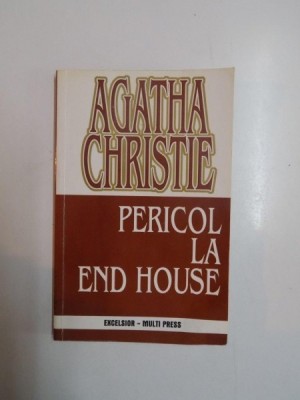 AGATHA
CHRISTIE
PERICOL
LA
END HOUSE
EXCELSIOR – MULTI PRESS